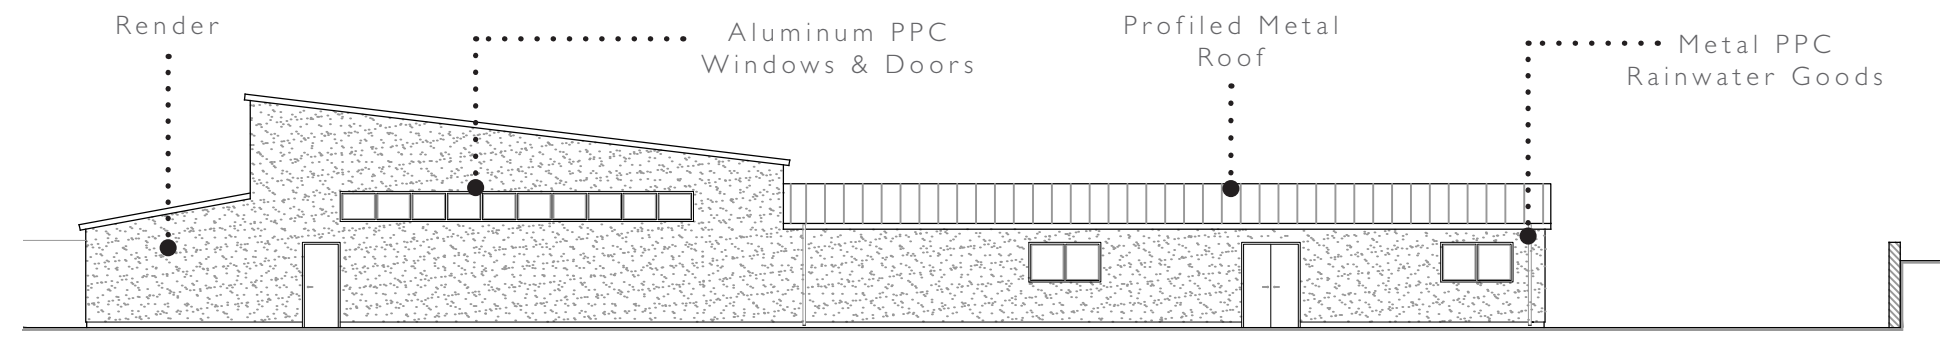 Render
Aluminum PPC
Windows & Doors
Profiled Metal
Roof
Metal PPC
Rainwater Goods